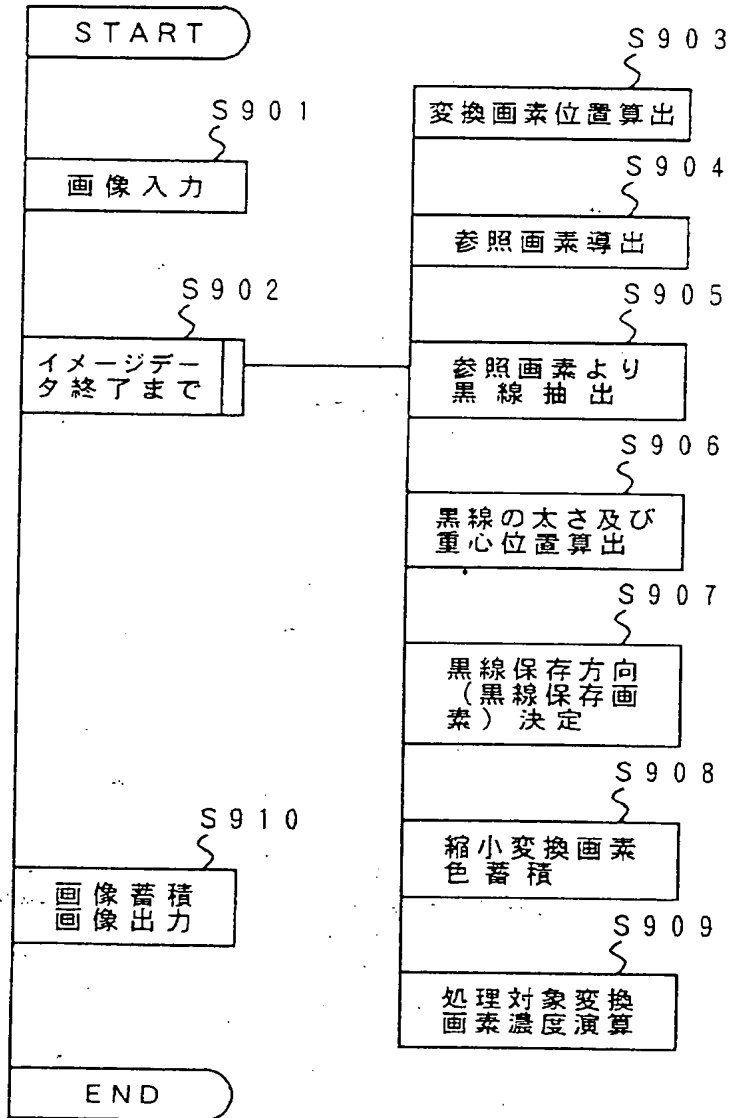 START
S901
画像入力
S902
イメージデー
タ終了まで
S903
変換画素位置算出
S904
参照画素導出
S905
参照画素より
黒線抽出
S906
黒線の太さ及び
重心位置算出
S907
黒線保存方向
(黒線保存画
素)決定
S908
縮小変換画素
色蓄積
S909
処理対象変換
画素濃度演算
S910
画像蓄積
画像出力
END